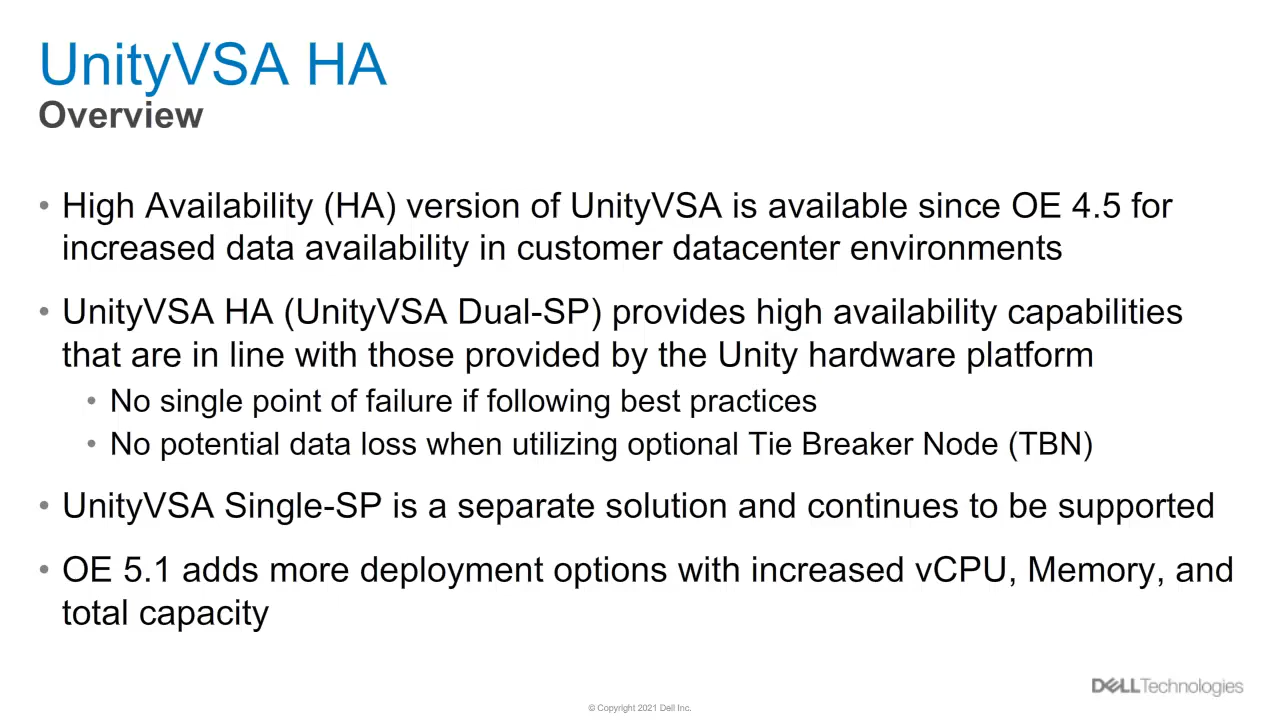 UnityVSA HA
Overview
• High Availability (HA) version of UnityVSA is available since OE 4.5 for
increased data availability in customer datacenter environments
• UnityVSA HA (UnityVSA Dual-SP) provides high availability capabilities
that are in line with those provided by the Unity hardware platform
• No single point of failure if following best practices
• No potential data loss when utilizing optional Tie Breaker Node (TBN)
• UnityVSA Single-SP is a separate solution and continues to be supported
• OE 5.1 adds more deployment options with increased vCPU, Memory, and
total capacity
DELLTechnologies
© Copyright 2021 Dell Inc.